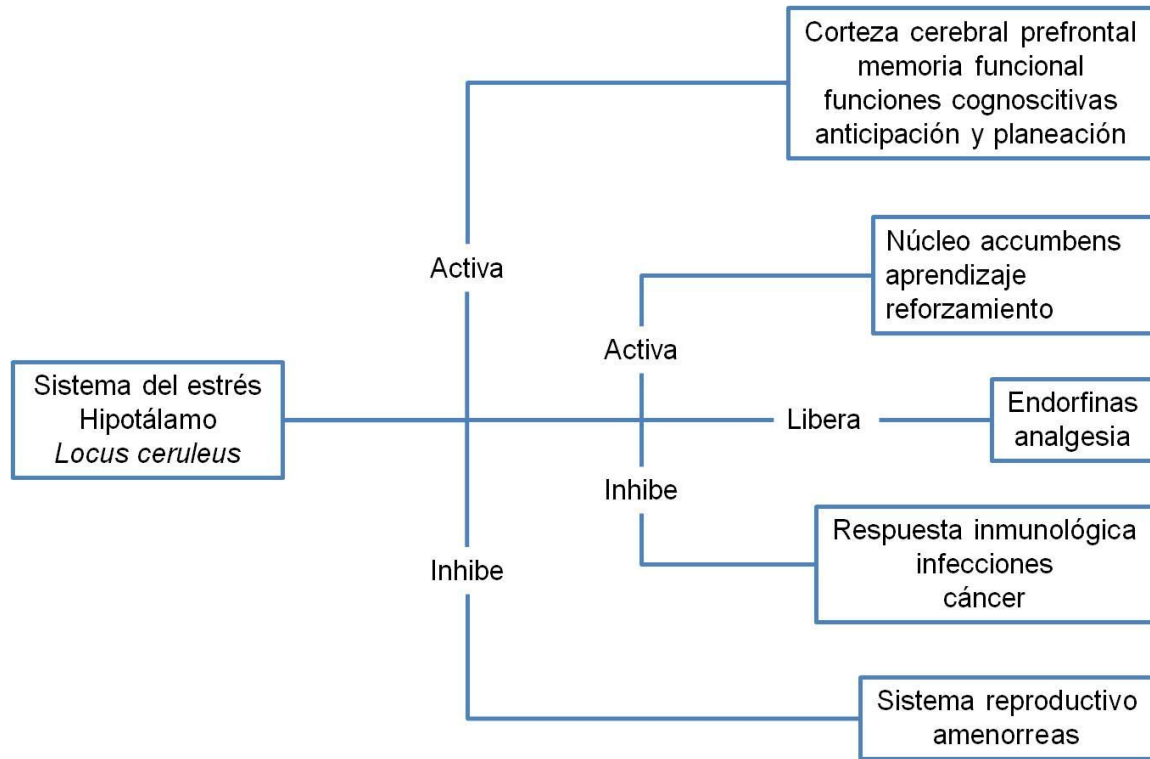 Corteza cerebral prefrontal
memoria funcional
funciones cognoscitivas
anticipación y planeación
Activa
Núcleo accumbens
aprendizaje
reforzamiento
Activa
Sistema del estrés
Hipotálamo
Locus ceruleus
Libera
Endorfinas
analgesia
Inhibe
Respuesta inmunológica
infecciones
cáncer
Inhibe
Sistema reproductivo
amenorreas